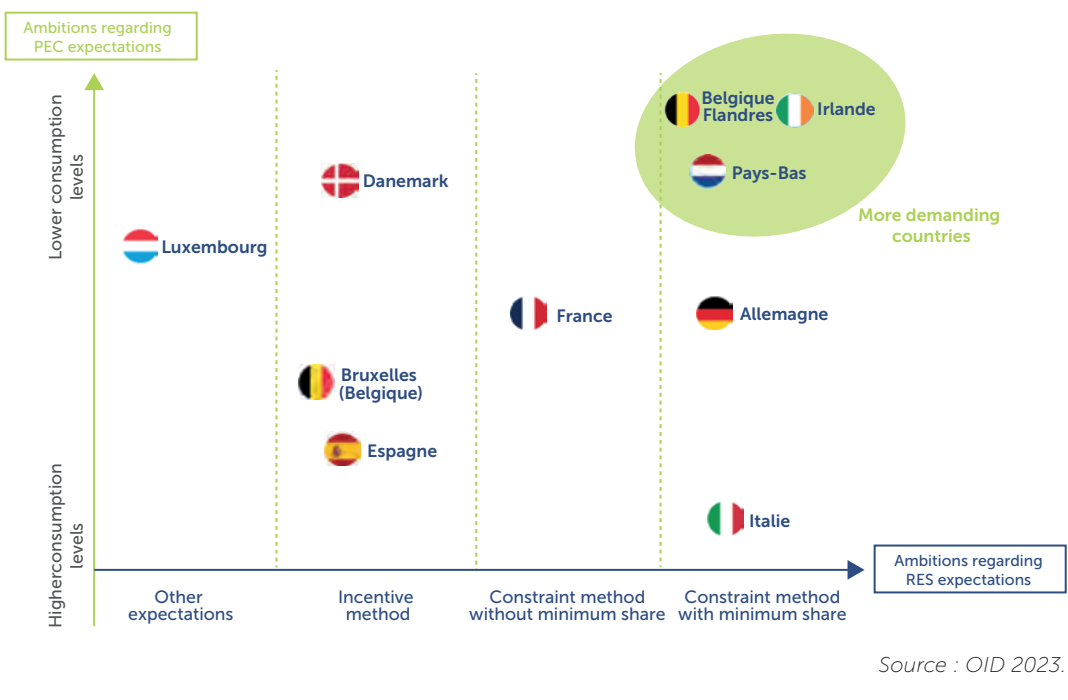 Ambitions regarding
PEC expectations
Lower consumption
levels
Belgique
Flandres
Irlande
Danemark
Pays-Bas
More demanding
countries
Luxembourg
France
Allemagne
Bruxelles
(Belgique)
Espagne
Higherconsumption
levels
Italie
Ambitions regarding
RES expectations
Other
expectations
Incentive
method
Constraint method
without minimum share
Constraint method
with minimum share
Source : OID 2023.